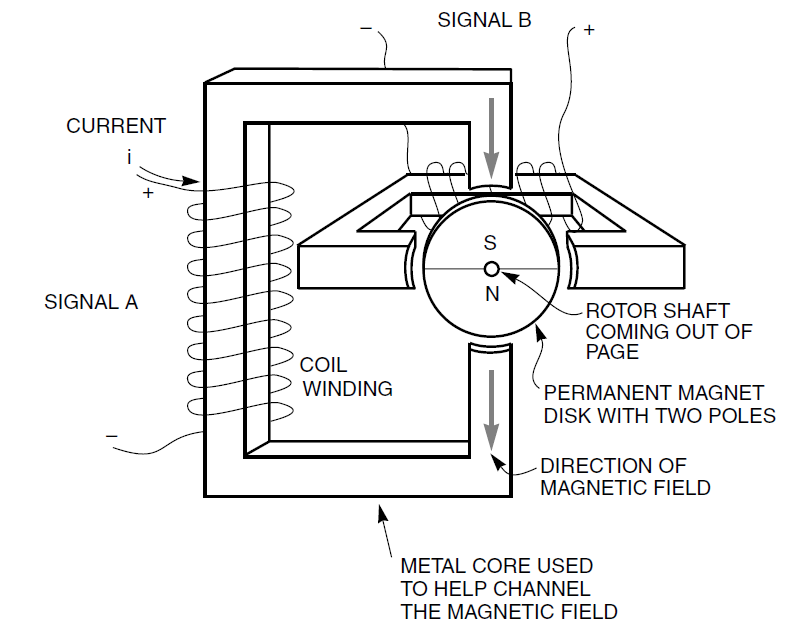 SIGNAL B
–
+
CURRENT
i
+
SIGNAL A
–
S
N
COIL
WINDING
ROTOR SHAFT
COMING OUT OF
PAGE
PERMANENT MAGNET
DISK WITH TWO POLES
DIRECTION OF
MAGNETIC FIELD
METAL CORE USED
TO HELP CHANNEL
THE MAGNETIC FIELD